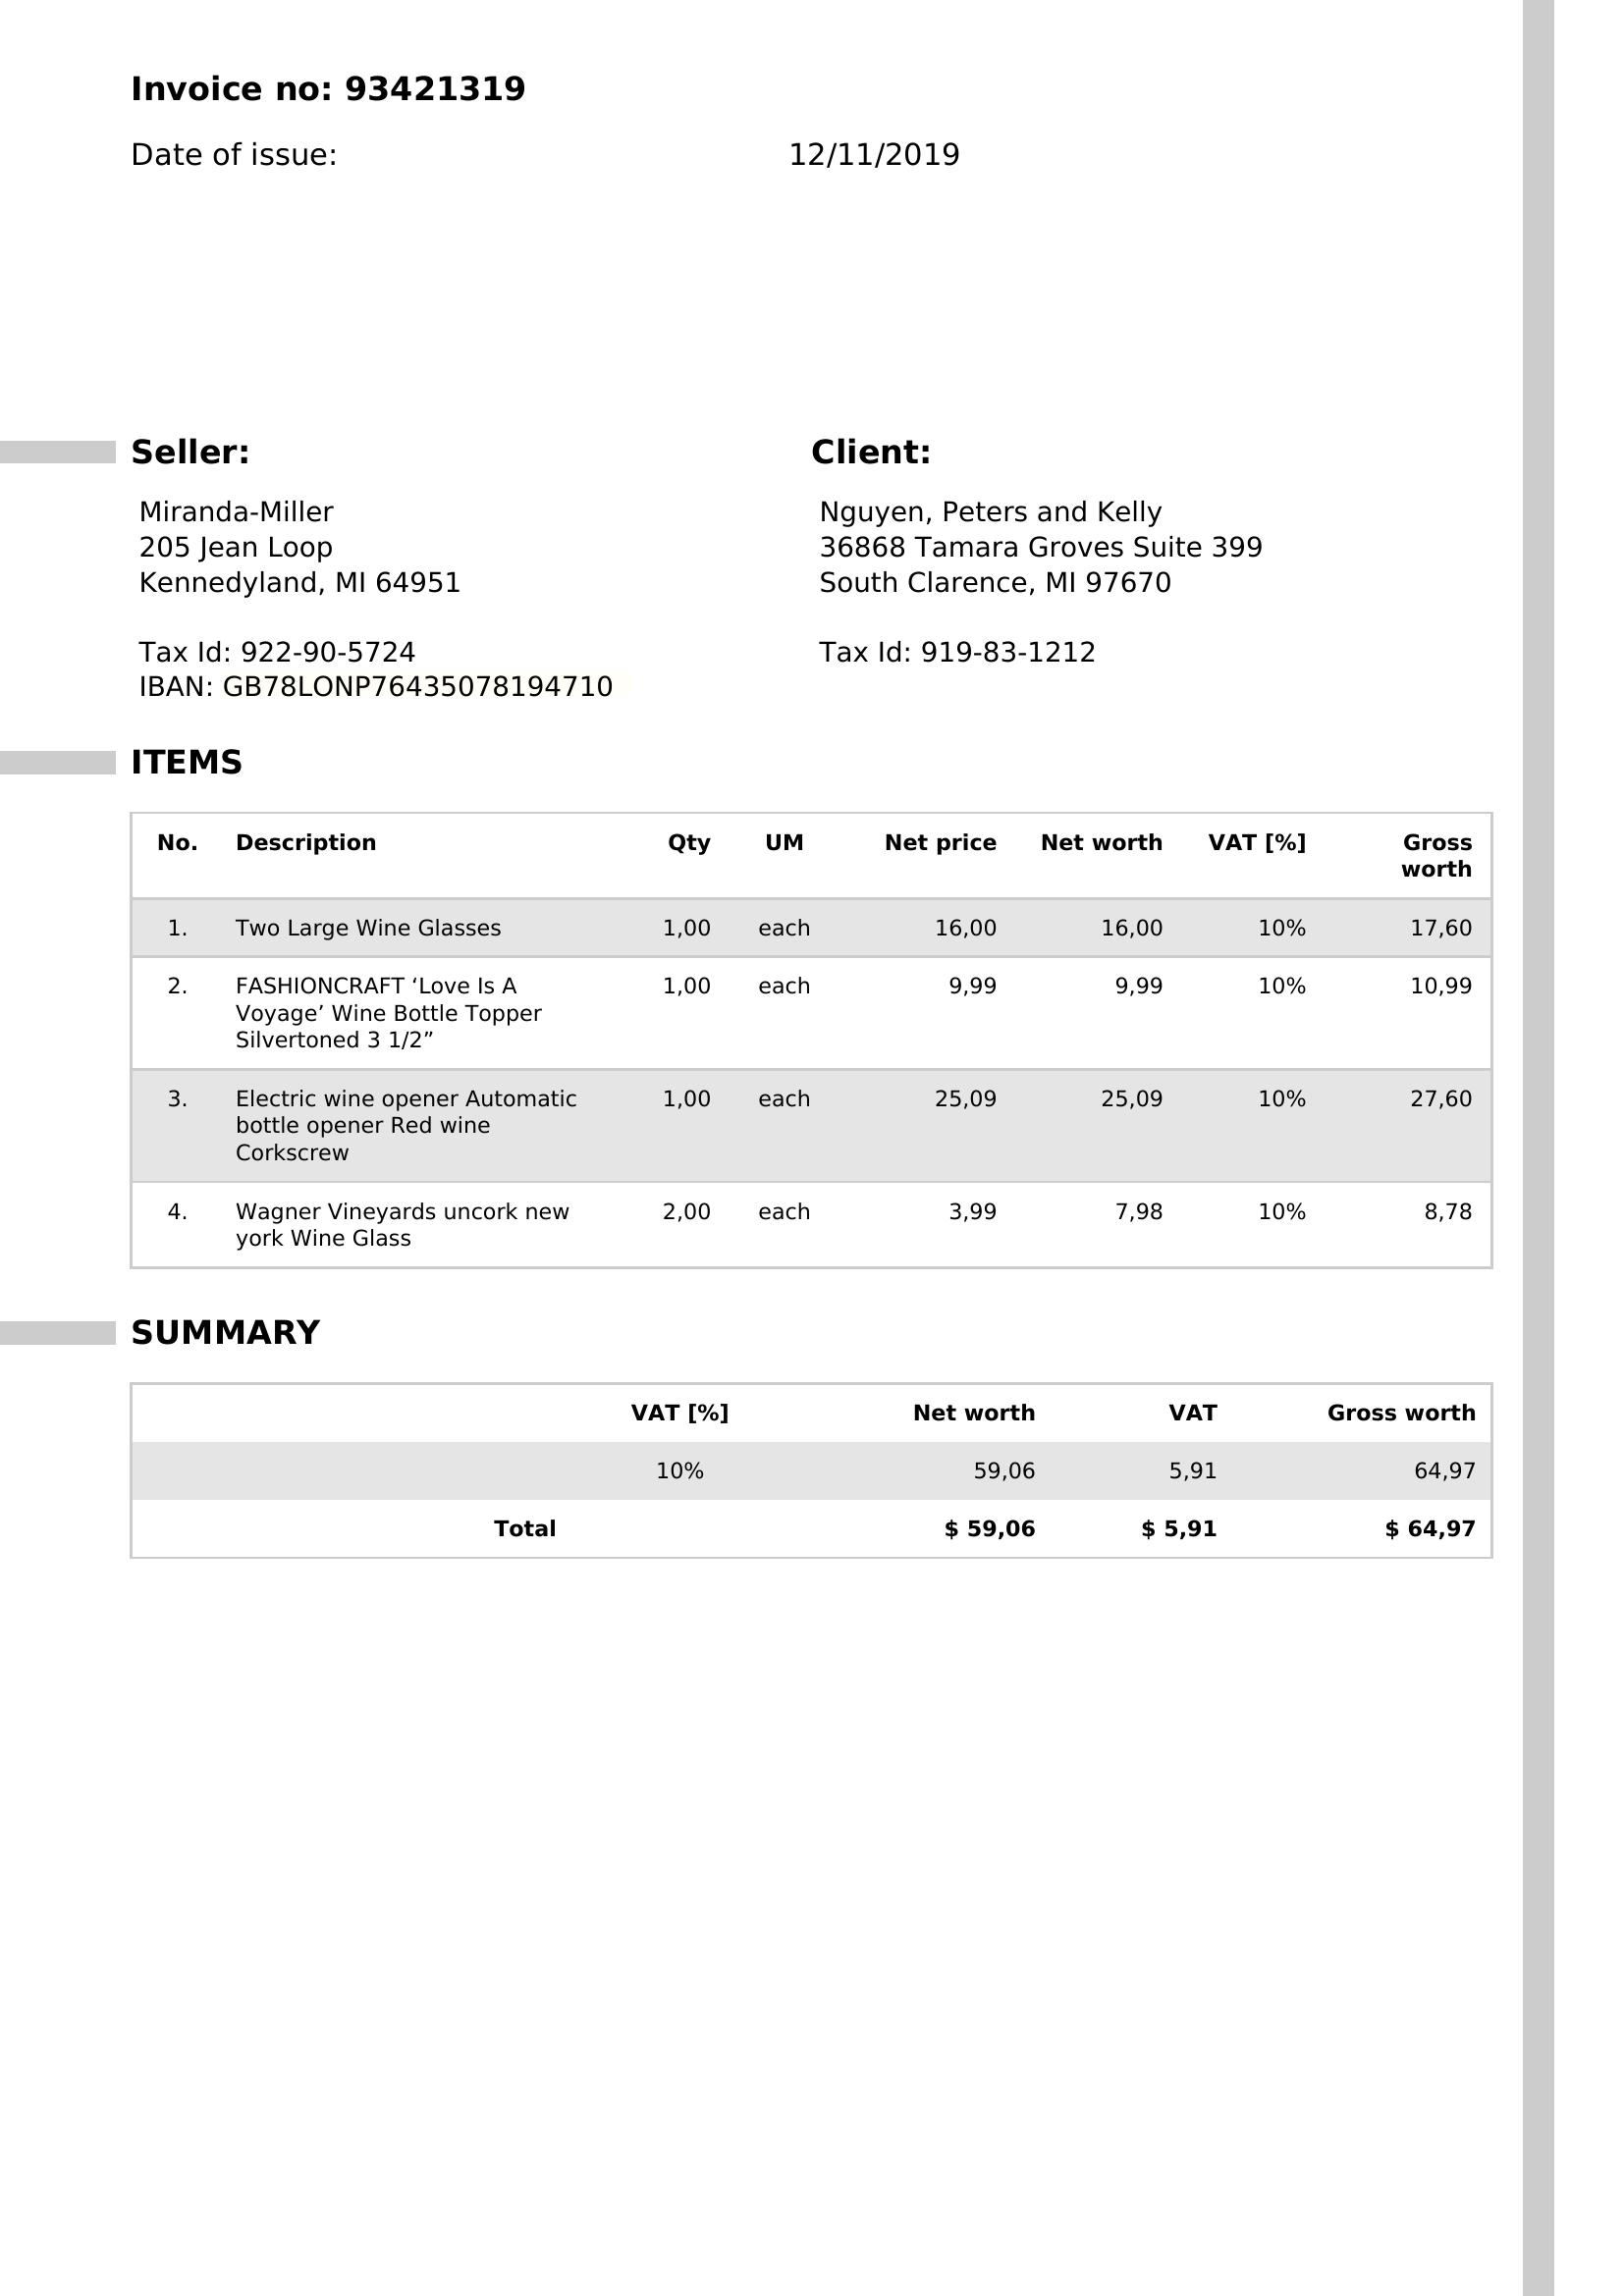 Invoice no: 93421319
Date of issue: 12/11/2019
Seller:
Client:
Miranda-Miller
205 Jean Loop
Kennedyland, MI 64951
Tax Id: 922-90-5724
IBAN: GB78LONP76435078194710
Nguyen, Peters and Kelly
36868 Tamara Groves Suite 399
South Clarence, MI 97670
Tax Id: 919-83-1212
ITEMS
No. Description Qty UM Net price Net worth VAT [%] Gross
worth
1. Two Large Wine Glasses 1,00 each 16,00 16,00 10% 17,60
2. FASHIONCRAFT ‘Love Is A 1,00 each 9,99 9,99 10% 10,99
Voyage’ Wine Bottle Topper
Silvertoned 3 1/2”
3. Electric wine opener Automatic 1,00 each 25,09 25,09 10% 27,60
bottle opener Red wine
Corkscrew
4. Wagner Vineyards uncork new 2,00 each 3,99 7,98 10% 8,78
york Wine Glass
SUMMARY
VAT [%] Net worth VAT Gross worth
10% 59,06 5,91 64,97
Total $ 59,06 $ 5,91 $ 64,97